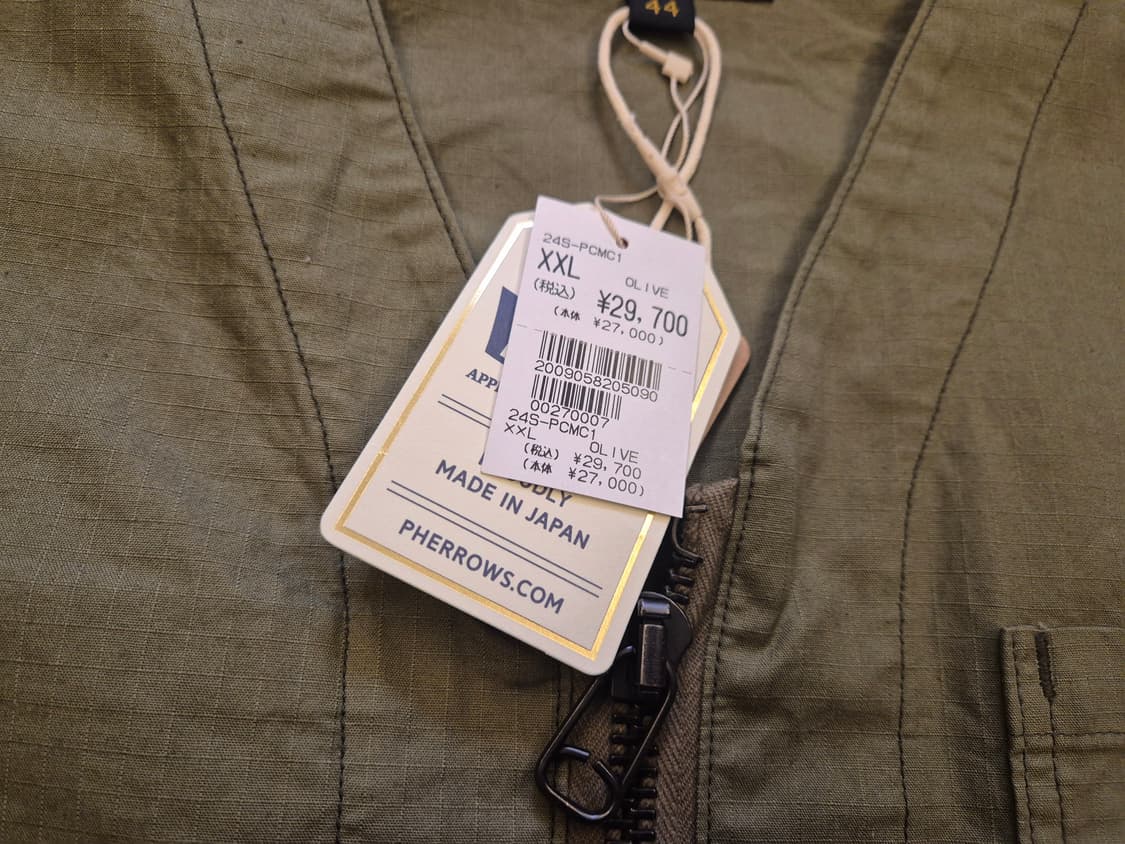 44
24S-PCMC1
XXL
OLIVE
(税込) ¥29,700
(本体 ¥27,000)
2009058205090
00270007
24S-PCMC1
XXL OLIVE
(税込) ¥29,700
(本体 ¥27,000)
MADE IN JAPAN
PHERROWS.COM